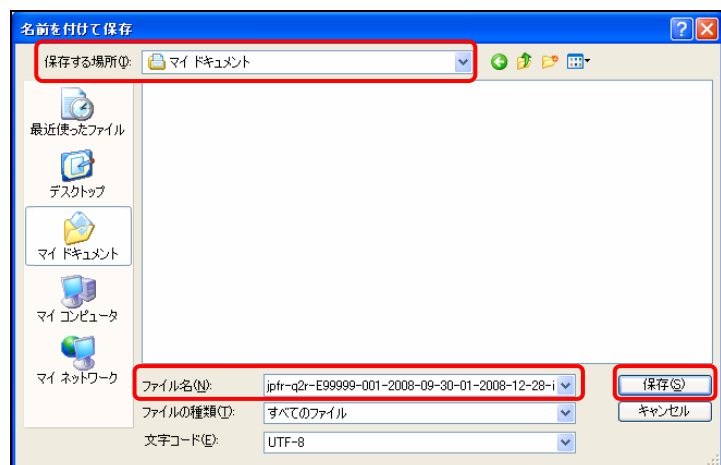 名前を付けて保存
保存する場所(I):
マイ ドキュメント
最近使ったファイル
デスクトップ
マイ ドキュメント
マイ コンピュータ
マイ ネットワーク
ファイル名(N):
jpfr-q2r-E99999-001-2008-09-30-01-2008-12-28-i
保存(S)
ファイルの種類(T):
すべてのファイル
キャンセル
文字コード(E):
UTF-8